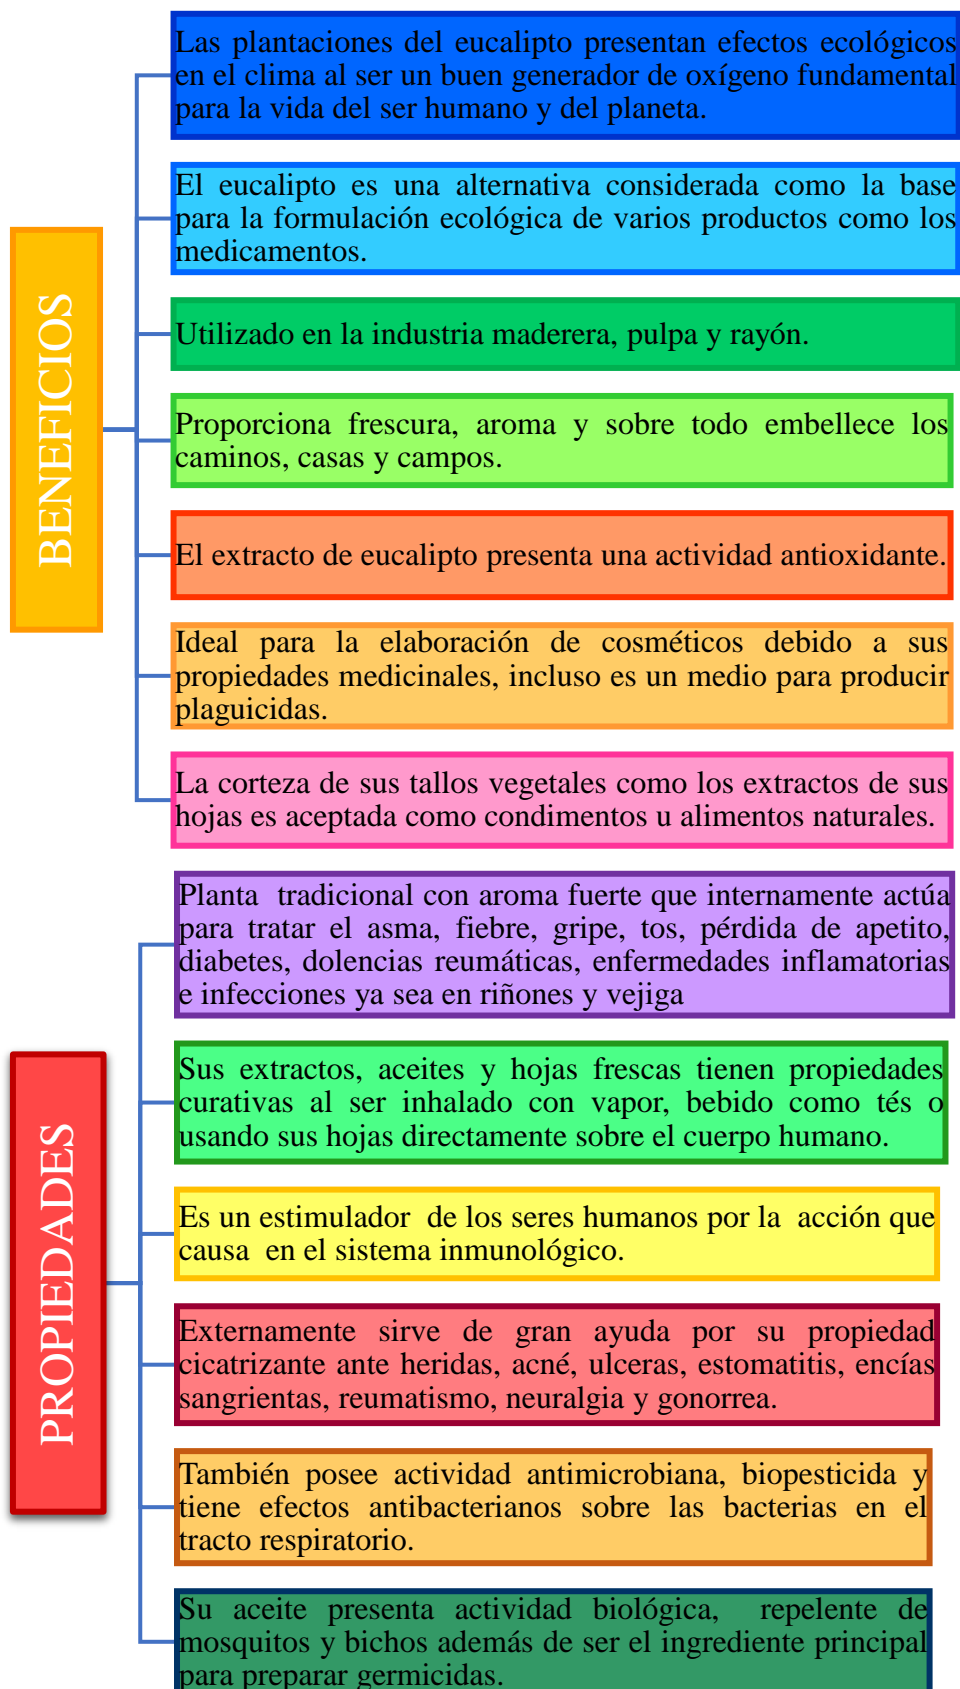 BENEFICIOS
Las plantaciones del eucalipto presentan efectos ecológicos
en el clima al ser un buen generador de oxígeno fundamental
para la vida del ser humano y del planeta.
El eucalipto es una alternativa considerada como la base
para la formulación ecológica de varios productos como los
medicamentos.
Utilizado en la industria maderera, pulpa y rayón.
Proporciona frescura, aroma y sobre todo embellece los
caminos, casas y campos.
El extracto de eucalipto presenta una actividad antioxidante.
Ideal para la elaboración de cosméticos debido a sus
propiedades medicinales, incluso es un medio para producir
plaguicidas.
La corteza de sus tallos vegetales como los extractos de sus
hojas es aceptada como condimentos u alimentos naturales.
PROPIEDADES
Planta tradicional con aroma fuerte que internamente actúa
para tratar el asma, fiebre, gripe, tos, pérdida de apetito,
diabetes, dolencias reumáticas, enfermedades inflamatorias
e infecciones ya sea en riñones y vejiga
Sus extractos, aceites y hojas frescas tienen propiedades
curativas al ser inhalado con vapor, bebido como tés o
usando sus hojas directamente sobre el cuerpo humano.
Es un estimulador de los seres humanos por la acción que
causa en el sistema inmunológico.
Externamente sirve de gran ayuda por su propiedad
cicatrizante ante heridas, acné, ulceras, estomatitis, encías
sangrientas, reumatismo, neuralgia y gonorrea.
También posee actividad antimicrobiana, biopesticida y
tiene efectos antibacterianos sobre las bacterias en el
tracto respiratorio.
Su aceite presenta actividad biológica, repelente de
mosquitos y bichos además de ser el ingrediente principal
para preparar germicidas.